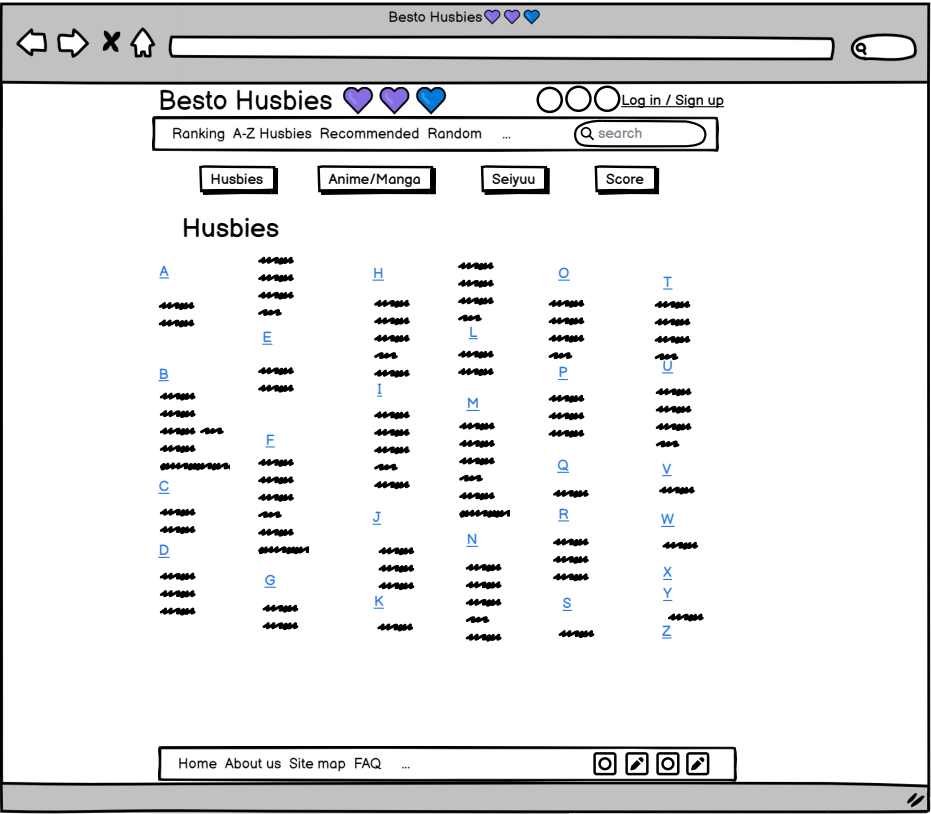 Besto Husbies💜💜💙
Besto Husbies 💜💜💙
Log in / Sign up
Ranking A-Z Husbies Recommended Random ...
search
Husbies
Anime/Manga
Seiyuu
Score
Husbies
A
B
C
D
E
F
G
H
I
J
K
L
M
N
O
P
Q
R
S
T
U
V
W
X
Y
Z
Home About us Site map FAQ ...